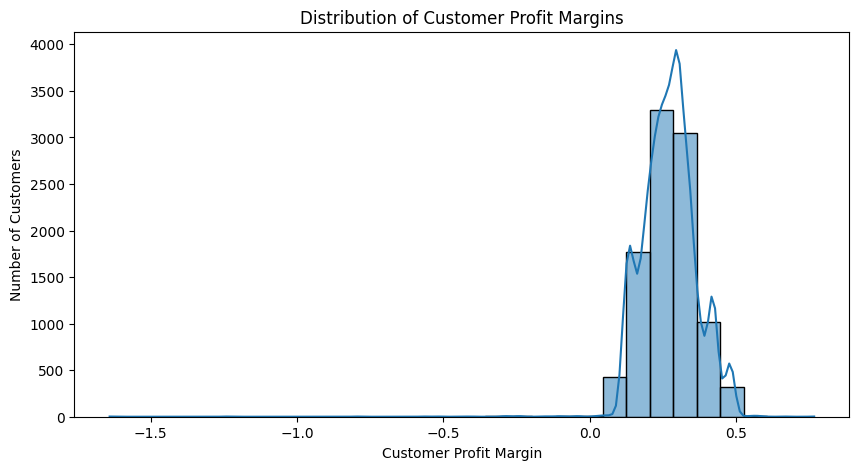 Distribution of Customer Profit Margins
4000
3500
3000
2500
2000
1500
1000
500
0
Number of Customers
−1.5 −1.0 −0.5 0.0 0.5
Customer Profit Margin